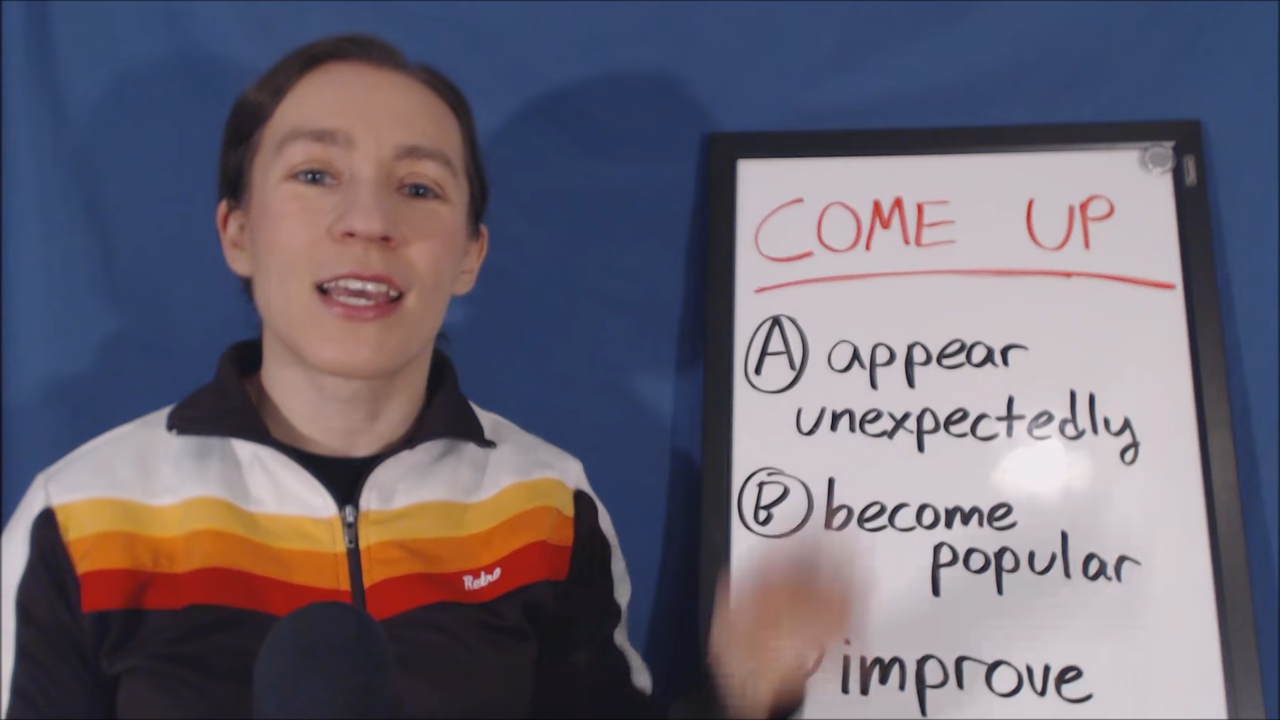 COME UP
A appear
unexpectedly
B become
popular
improve
Retro